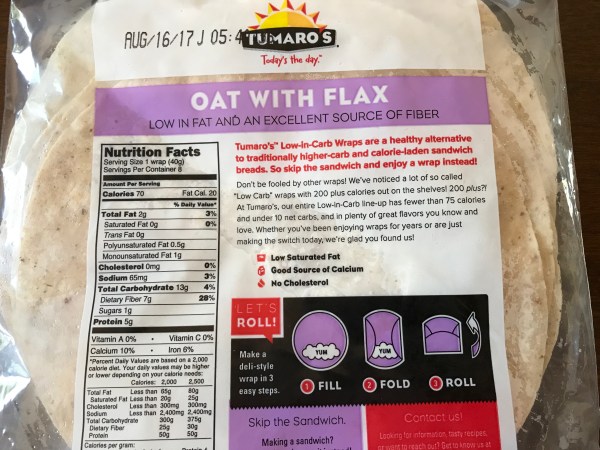 AUG/16/17 J 05:4
TUMARO'S
Today's the day.™
OAT WITH FLAX
LOW IN FAT AND AN EXCELLENT SOURCE OF FIBER
Nutrition Facts
Serving Size 1 wrap (40g)
Servings Per Container 8
Amount Per Serving
Calories 70 Fat Cal. 20
% Daily Value*
Total Fat 2g 3%
Saturated Fat 0g 0%
Trans Fat 0g
Polyunsaturated Fat 0.5g
Monounsaturated Fat 1g
Cholesterol 0mg 0%
Sodium 65mg 3%
Total Carbohydrate 13g 4%
Dietary Fiber 7g 28%
Sugars 1g
Protein 5g
Vitamin A 0% • Vitamin C 0%
Calcium 10% • Iron 6%
*Percent Daily Values are based on a 2,000
calorie diet. Your daily values may be higher
or lower depending on your calorie needs:
Calories: 2,000 2,500
Total Fat Less than 65g 80g
Saturated Fat Less than 20g 25g
Cholesterol Less than 300mg 300mg
Sodium Less than 2,400mg 2,400mg
Total Carbohydrate 300g 375g
Dietary Fiber 25g 30g
Protein 50g 50g
Calories per gram:
Tumaro's™ Low-in-Carb Wraps are a healthy alternative
to traditionally higher-carb and calorie-laden sandwich
breads. So skip the sandwich and enjoy a wrap instead!
Don't be fooled by other wraps! We've noticed a lot of so called
"Low Carb" wraps with 200 plus calories out on the shelves! 200 plus?!
At Tumaro's, our entire Low-in-Carb line-up has fewer than 75 calories
and under 10 net carbs, and in plenty of great flavors you know and
love. Whether you've been enjoying wraps for years or are just
making the switch today, we're glad you found us!
Low Saturated Fat
Good Source of Calcium
No Cholesterol
LET'S
ROLL!
Make a
deli-style
wrap in 3
easy steps.
YUM
YUM
1 FILL
2 FOLD
3 ROLL
Skip the Sandwich.
Making a sandwich?
Contact us!
Looking for information, tasty recipes,
or want to reach out? Get to know us at